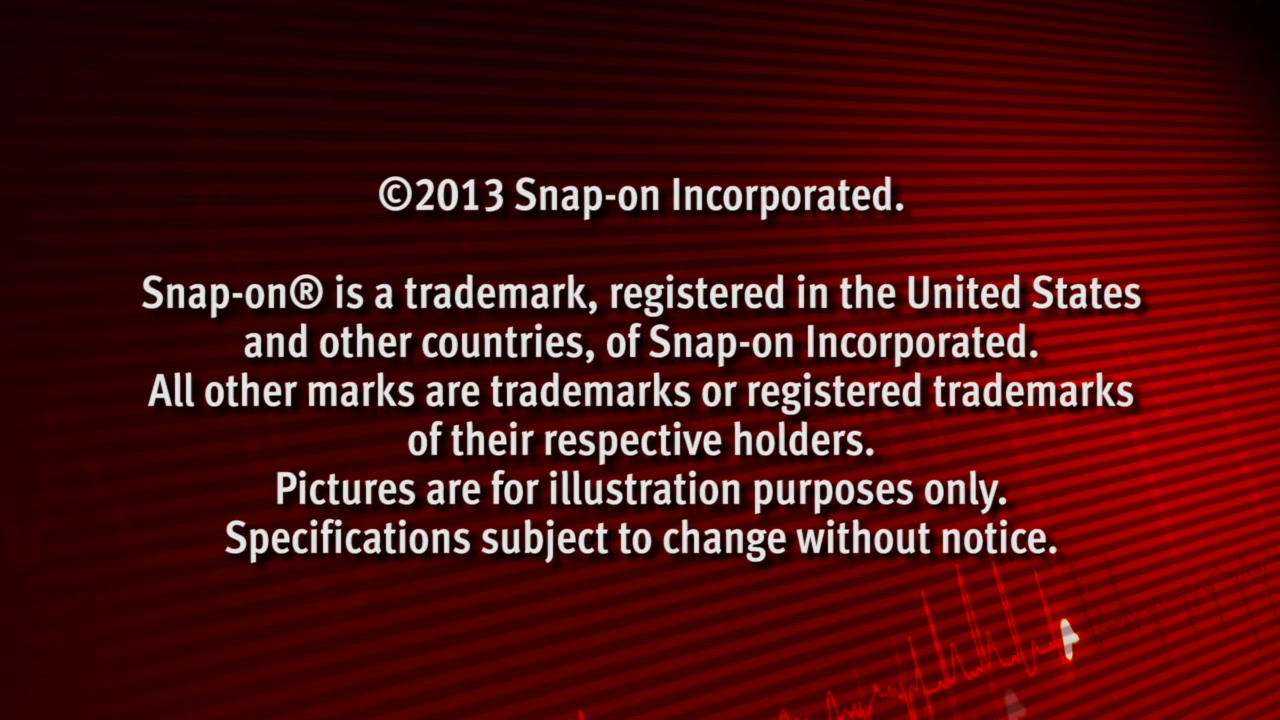 ©2013 Snap-on Incorporated.
Snap-on® is a trademark, registered in the United States
and other countries, of Snap-on Incorporated.
All other marks are trademarks or registered trademarks
of their respective holders.
Pictures are for illustration purposes only.
Specifications subject to change without notice.